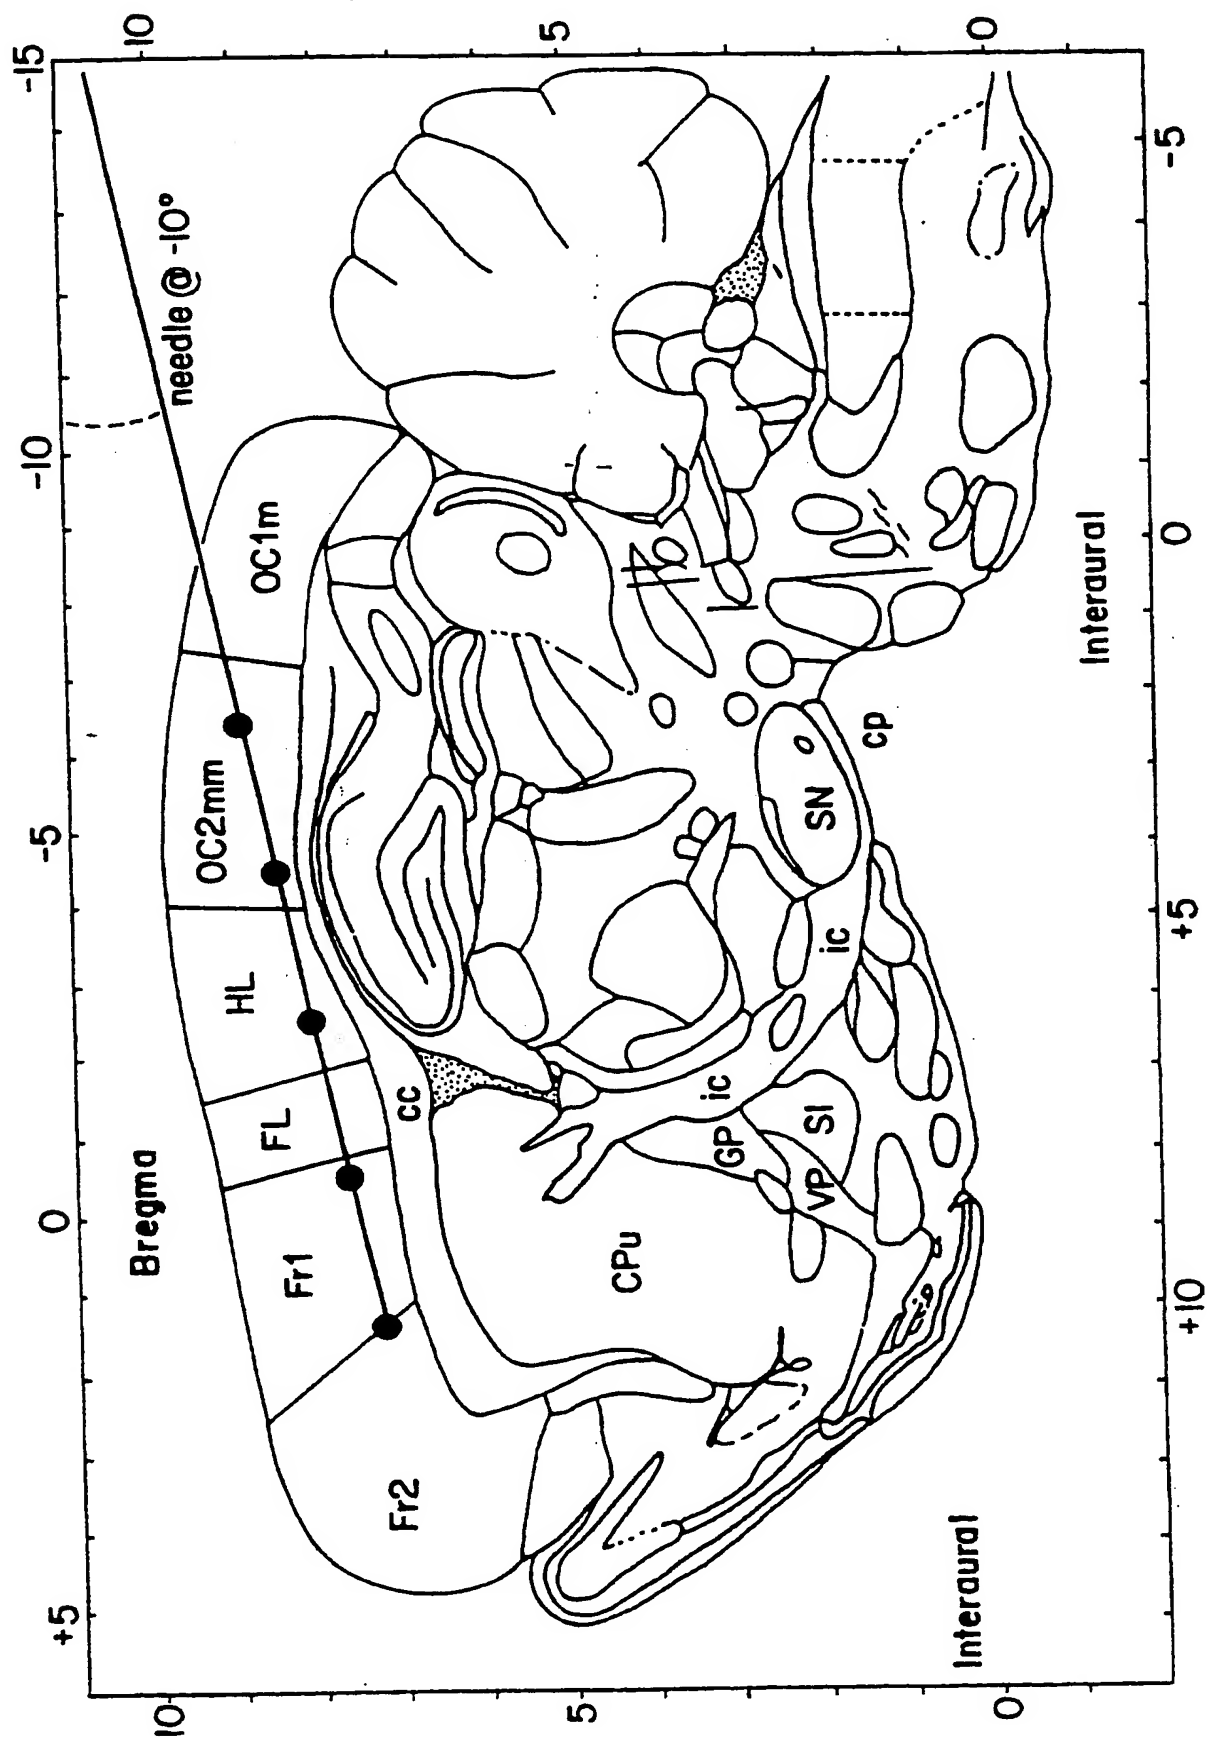 +5
0
-5
-10
-15
Bregma
10
5
0
10
5
0
needle @ -10°
Fr2
Fr1
FL
HL
OC2mm
OC1m
cc
CPu
GP
ic
SI
VP
ic
SN
cp
Interaural
Interaural
+10
+5
0
-5